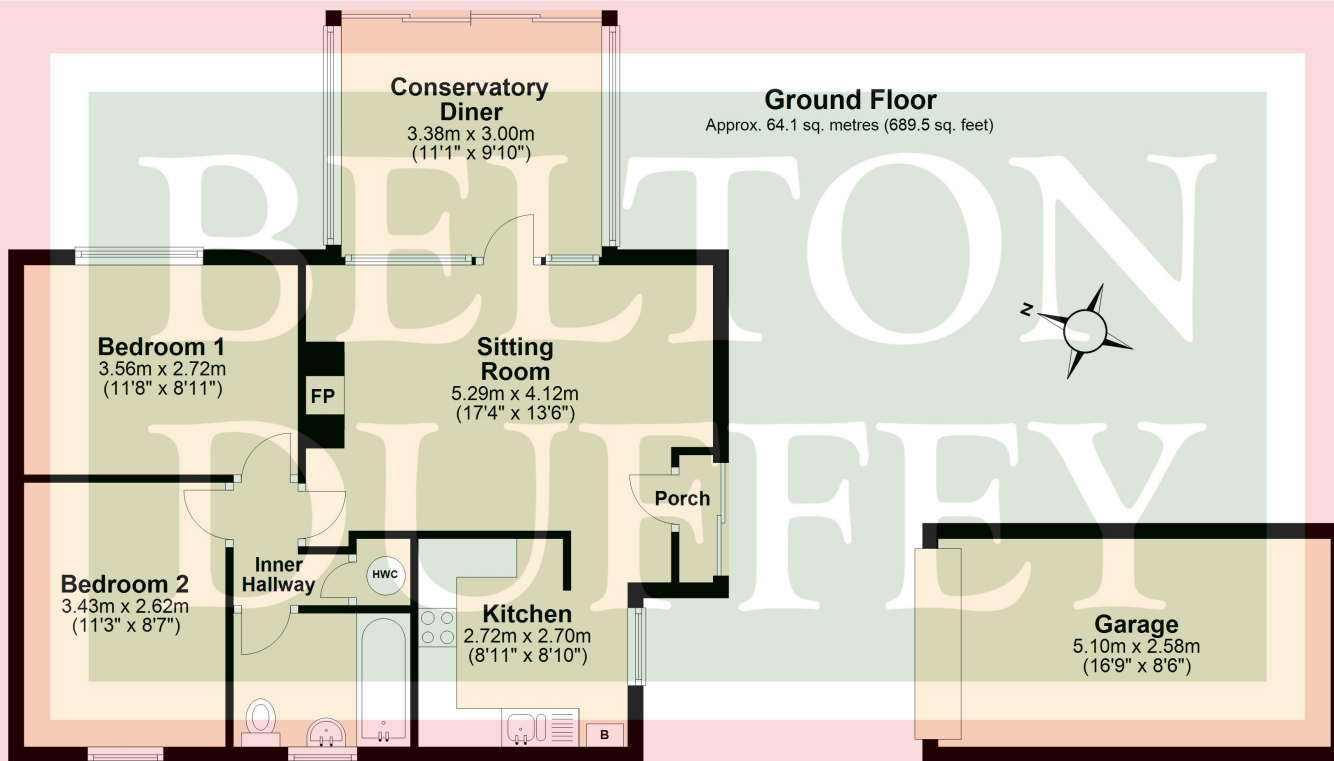 Conservatory
Diner
3.38m x 3.00m
(11'1" x 9'10")
Ground Floor
Approx. 64.1 sq. metres (689.5 sq. feet)
BELTON
DUFFEY
Bedroom 1
3.56m x 2.72m
(11'8" x 8'11")
FP
Sitting
Room
5.29m x 4.12m
(17'4" x 13'6")
N
Porch
Inner
Hallway
HWC
Bedroom 2
3.43m x 2.62m
(11'3" x 8'7")
Kitchen
2.72m x 2.70m
(8'11" x 8'10")
B
Garage
5.10m x 2.58m
(16'9" x 8'6")